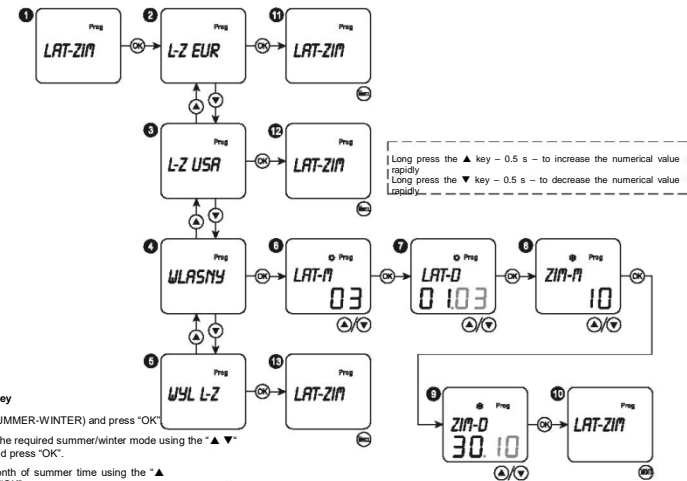 1 2 11
Prog Prog Prog
LAT-ZIM OK L-Z EUR OK LAT-ZIM
▲ ▼
3 12
Prog Prog
L-Z USA OK LAT-ZIM
Long press the ▲ key – 0.5 s – to increase the numerical value
rapidly
Long press the ▼ key – 0.5 s – to decrease the numerical value
rapidly
▲ ▼
4 6 7 8
Prog Prog Prog Prog
WLASNY OK LAT-M OK LAT-D OK ZIM-M OK
03 01.03 10
▲/▼ ▲/▼ ▲/▼
▲ ▼
5 13 9 10
Prog Prog Prog Prog
WYL L-Z OK LAT-ZIM ZIM-D OK LAT-ZIM
30.10
▲/▼
ey
UMMER-WINTER) and press “OK”
he required summer/winter mode using the “▲ ▼“
d press “OK”.
onth of summer time using the “▲